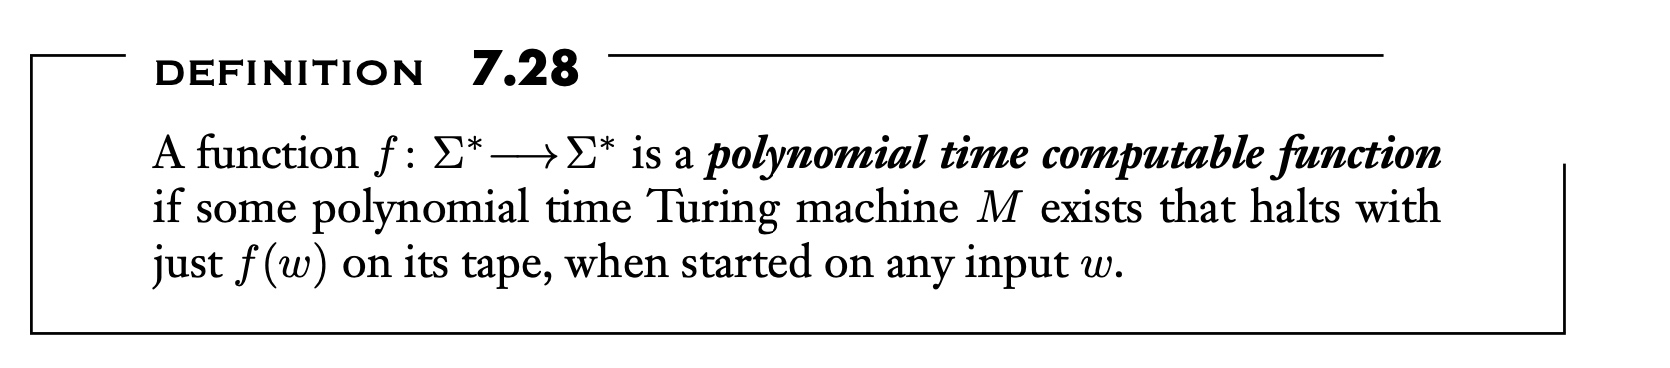 DEFINITION 7.28
A function f : Σ* ⟶ Σ* is a polynomial time computable function
if some polynomial time Turing machine M exists that halts with
just f(w) on its tape, when started on any input w.